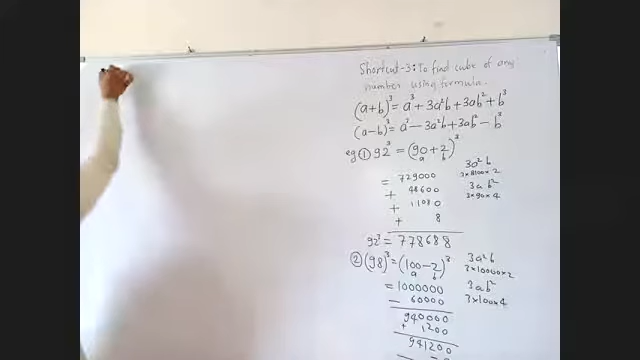 Shortcut-3: To find cube of any
number using formula.
(a+b)³ = a³ + 3a²b + 3ab² + b³
(a-b)³ = a³ - 3a²b + 3ab² - b³
eg ① 92³ = (90+2)³
a b
729000
3a²b
3×8100×2
= 48600
3ab²
3×90×4
+ 1080
+ 8
92³ = 778688
② (98)³ = (100-2)³
a b
3a²b
3×10000×2
= 1000000
3ab²
- 60000
3×100×4
940000
+ 1200
941200